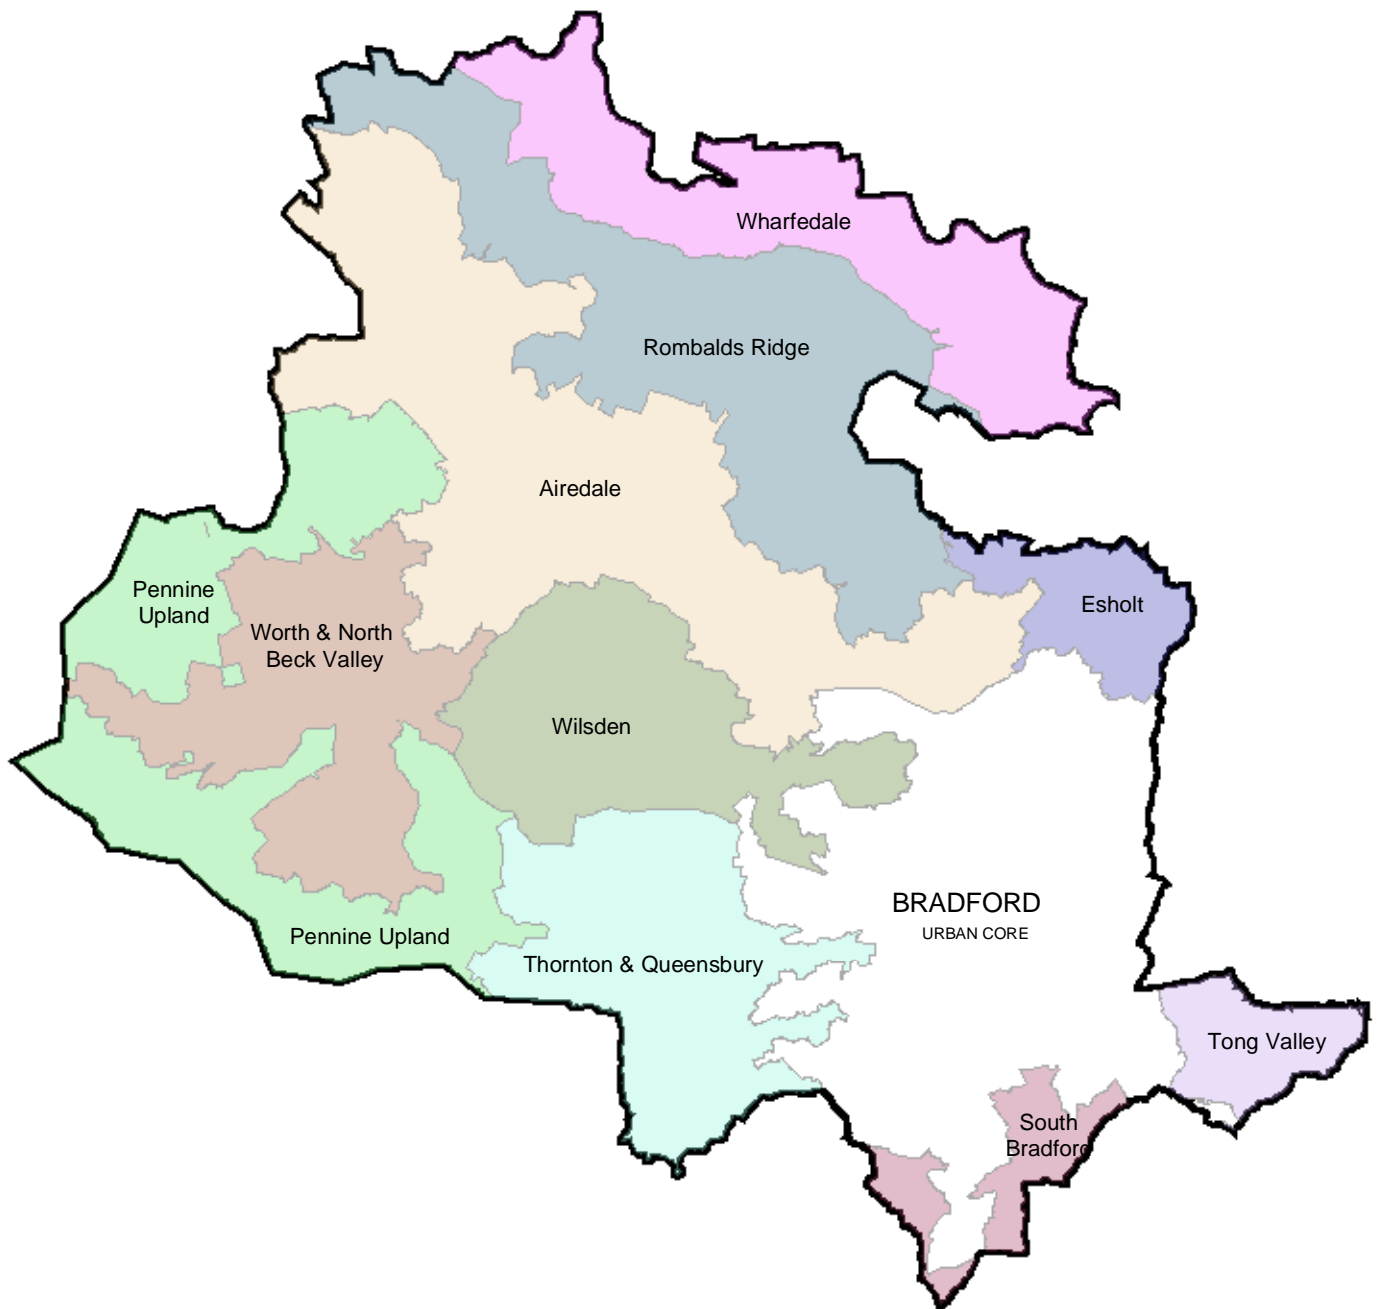 Wharfedale
Rombalds Ridge
Airedale
Pennine
Upland
Esholt
Worth & North
Beck Valley
Wilsden
BRADFORD
URBAN CORE
Pennine Upland
Thornton & Queensbury
Tong Valley
South
Bradford